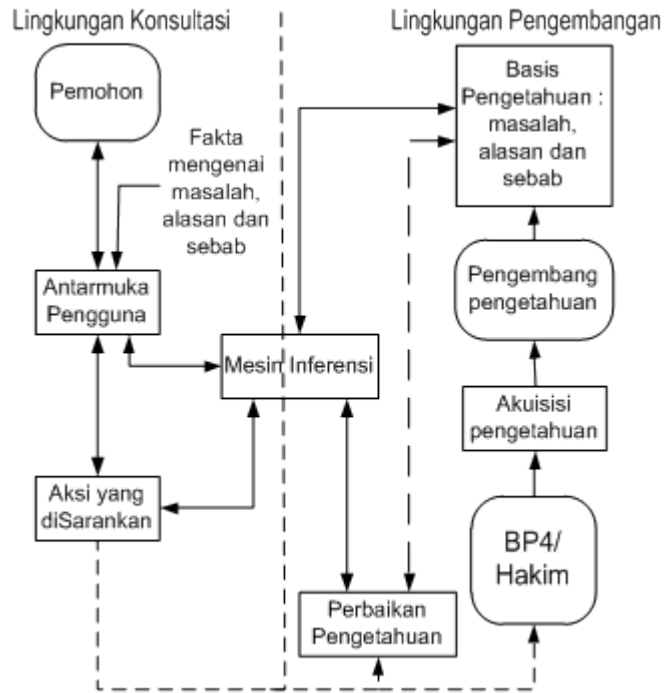 Lingkungan Konsultasi
Lingkungan Pengembangan
Pemohon
Fakta
mengenai
masalah,
alasan dan
sebab
Basis
Pengetahuan :
masalah,
alasan dan
sebab
Antarmuka
Pengguna
Pengembang
pengetahuan
Mesin Inferensi
Akuisisi
pengetahuan
Aksi yang
diSarankan
BP4/
Hakim
Perbaikan
Pengetahuan